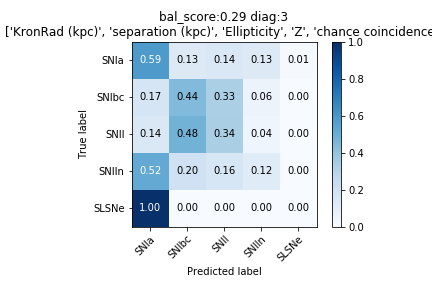 bal_score:0.29 diag:3
['KronRad (kpc)', 'separation (kpc)', 'Ellipticity', 'Z', 'chance coincidence
True label
SNIa 0.59 0.13 0.14 0.13 0.01
SNIbc 0.17 0.44 0.33 0.06 0.00
SNII 0.14 0.48 0.34 0.04 0.00
SNIIn 0.52 0.20 0.16 0.12 0.00
SLSNe 1.00 0.00 0.00 0.00 0.00
SNIa SNIbc SNII SNIIn SLSNe
Predicted label
1.0
0.8
0.6
0.4
0.2
0.0